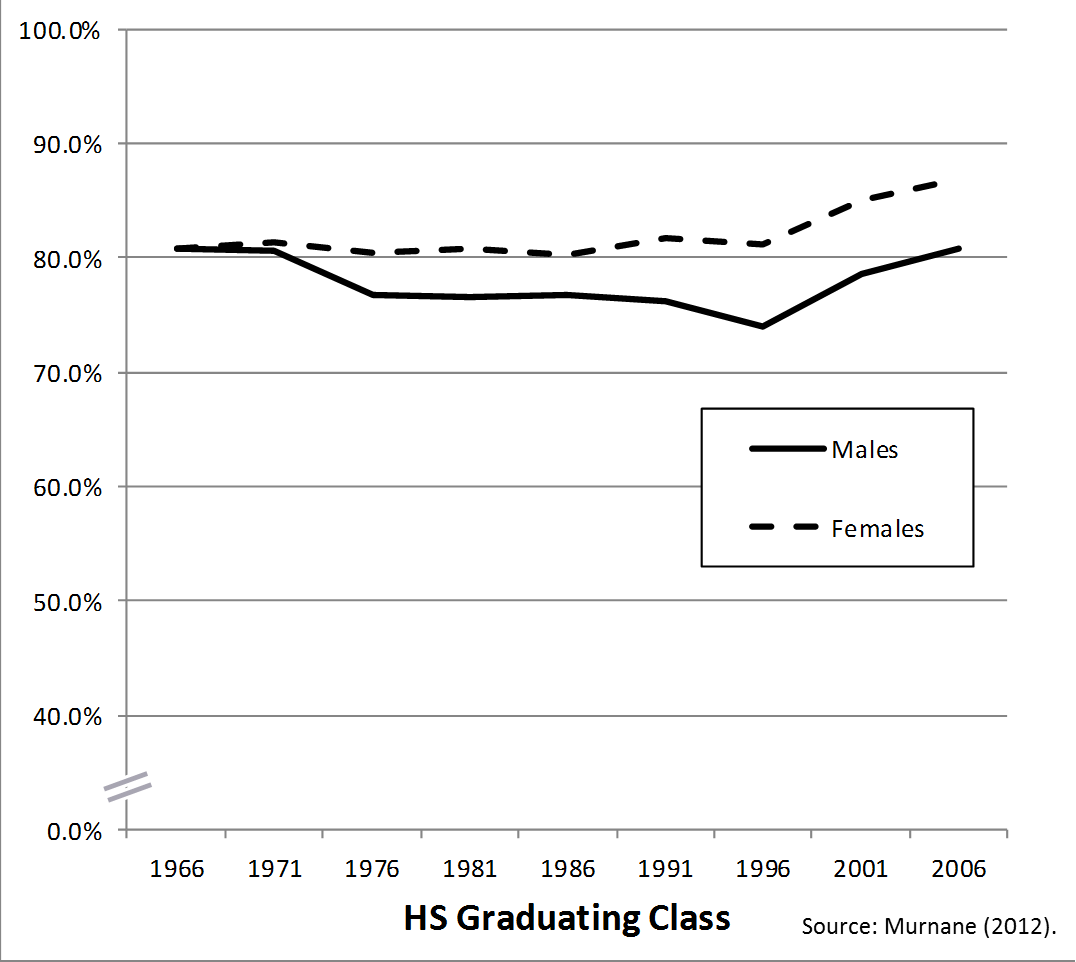 100.0%
90.0%
80.0%
70.0%
60.0%
50.0%
40.0%
0.0%
Males
Females
1966 1971 1976 1981 1986 1991 1996 2001 2006
HS Graduating Class
Source: Murnane (2012).